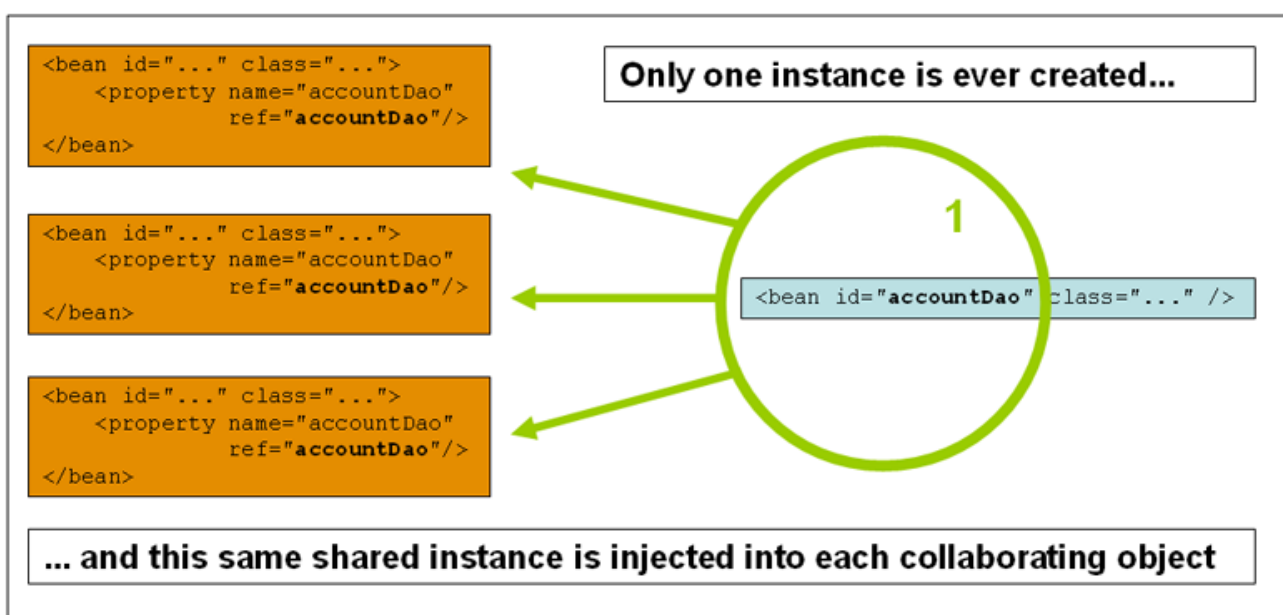 <bean id="..." class="...">
<property name="accountDao"
ref="accountDao"/>
</bean>
Only one instance is ever created...
<bean id="..." class="...">
<property name="accountDao"
ref="accountDao"/>
</bean>
1
<bean id="accountDao" class="..." />
<bean id="..." class="...">
<property name="accountDao"
ref="accountDao"/>
</bean>
... and this same shared instance is injected into each collaborating object